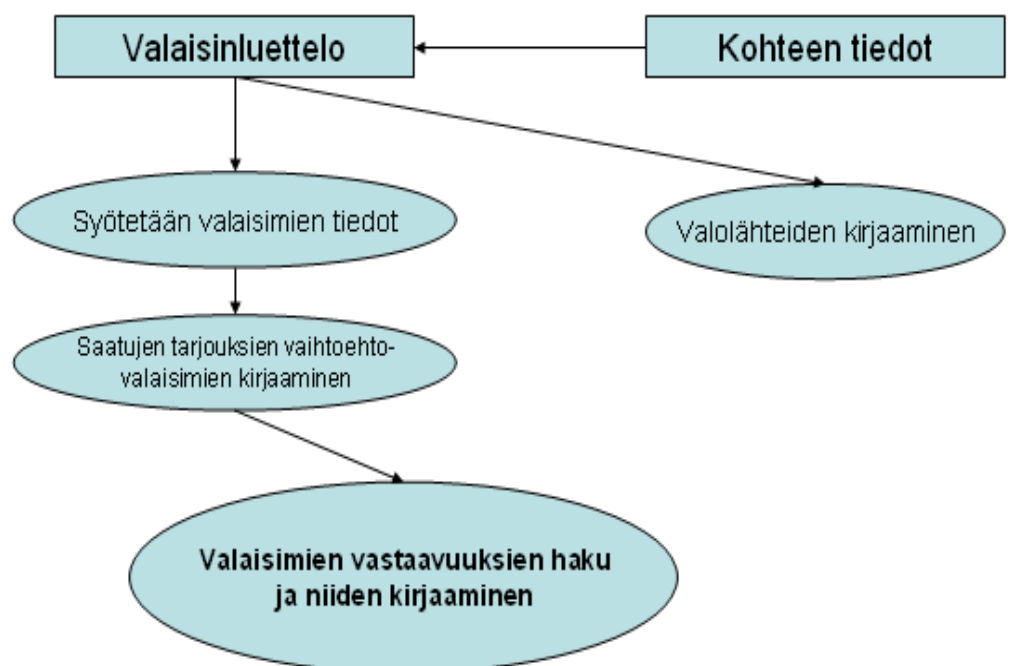 Valaisinluettelo
Kohteen tiedot
Syötetään valaisimien tiedot
Valolähteiden kirjaaminen
Saatujen tarjouksien vaihtoehto-
valaisimien kirjaaminen
Valaisimien vastaavuuksien haku
ja niiden kirjaaminen